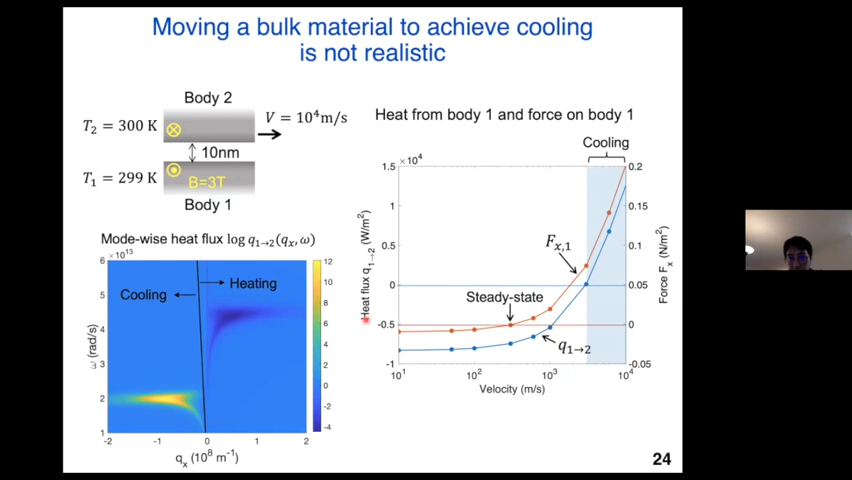 Moving a bulk material to achieve cooling
is not realistic
Body 2
T₂ = 300 K
V = 10⁴m/s
10nm
T₁ = 299 K
B=3T
Body 1
Mode-wise heat flux log q₁→₂(qₓ, ω)
×10¹³
6
5
4
3
2
1
ω (rad/s)
Cooling
Heating
-2
-1
0
1
2
qₓ (10⁸ m⁻¹)
12
10
8
6
4
2
0
-2
-4
Heat from body 1 and force on body 1
Cooling
1.5
×10⁴
1
0.5
0
-0.5
-1
Heat flux q₁→₂ (W/m²)
Fₓ,₁
Steady-state
q₁→₂
0.2
0.15
0.1
0.05
0
-0.05
Force Fₓ (N/m²)
10¹
10²
10³
10⁴
Velocity (m/s)
24